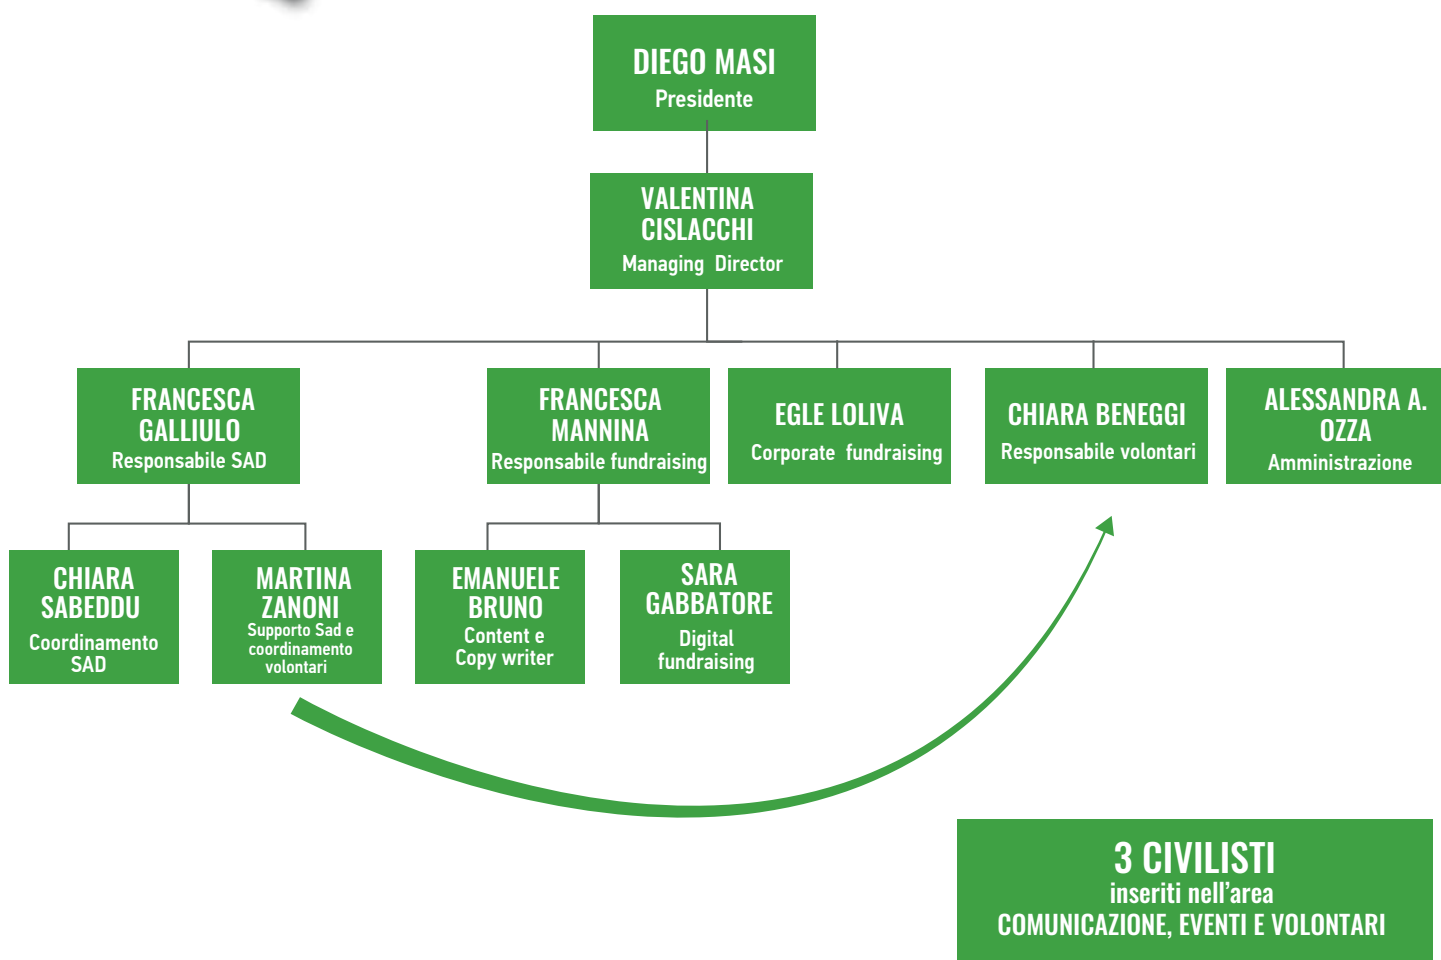 DIEGO MASI
Presidente
VALENTINA
CISLACCHI
Managing Director
FRANCESCA
GALLIULO
Responsabile SAD
FRANCESCA
MANNINA
Responsabile fundraising
EGLE LOLIVA
Corporate fundraising
CHIARA BENEGGI
Responsabile volontari
ALESSANDRA A.
OZZA
Amministrazione
CHIARA
SABEDDU
Coordinamento
SAD
MARTINA
ZANONI
Supporto Sad e
coordinamento
volontari
EMANUELE
BRUNO
Content e
Copy writer
SARA
GABBATORE
Digital
fundraising
3 CIVILISTI
inseriti nell'area
COMUNICAZIONE, EVENTI E VOLONTARI